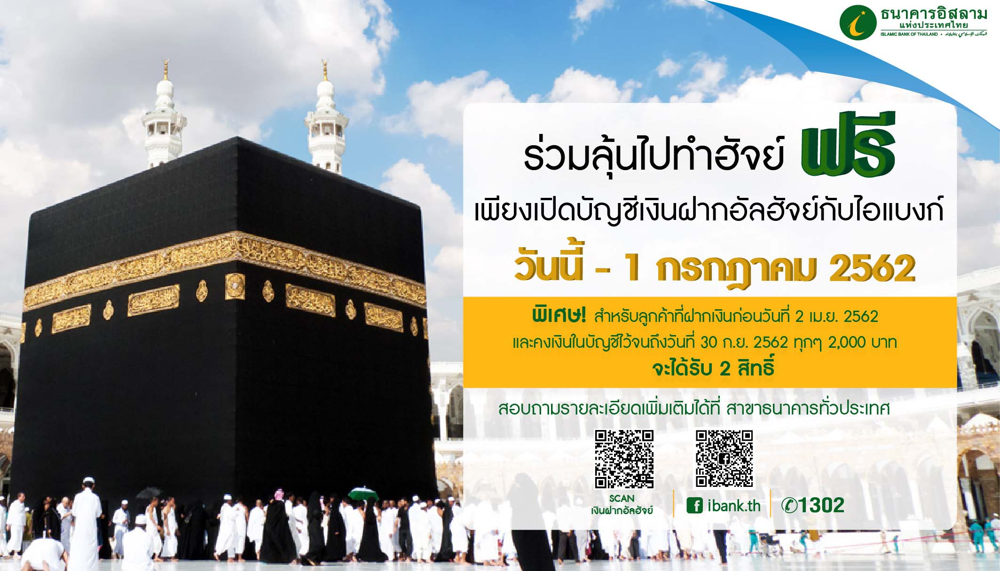 ธนาคารอิสลาม
แห่งประเทศไทย
ISLAMIC BANK OF THAILAND •
ร่วมลุ้นไปทำฮัจย์ ฟรี
เพียงเปิดบัญชีเงินฝากอัลฮัจย์กับไอแบงก์
วันนี้ - 1 กรกฎาคม 2562
พิเศษ! สำหรับลูกค้าที่ฝากเงินก่อนวันที่ 2 เม.ย. 2562
และคงเงินในบัญชีไว้จนถึงวันที่ 30 ก.ย. 2562 ทุกๆ 2,000 บาท
จะได้รับ 2 สิทธิ์
สอบถามรายละเอียดเพิ่มเติมได้ที่ สาขาธนาคารทั่วประเทศ
SCAN
เงินฝากอัลฮัจย์
ibank.th
✆1302